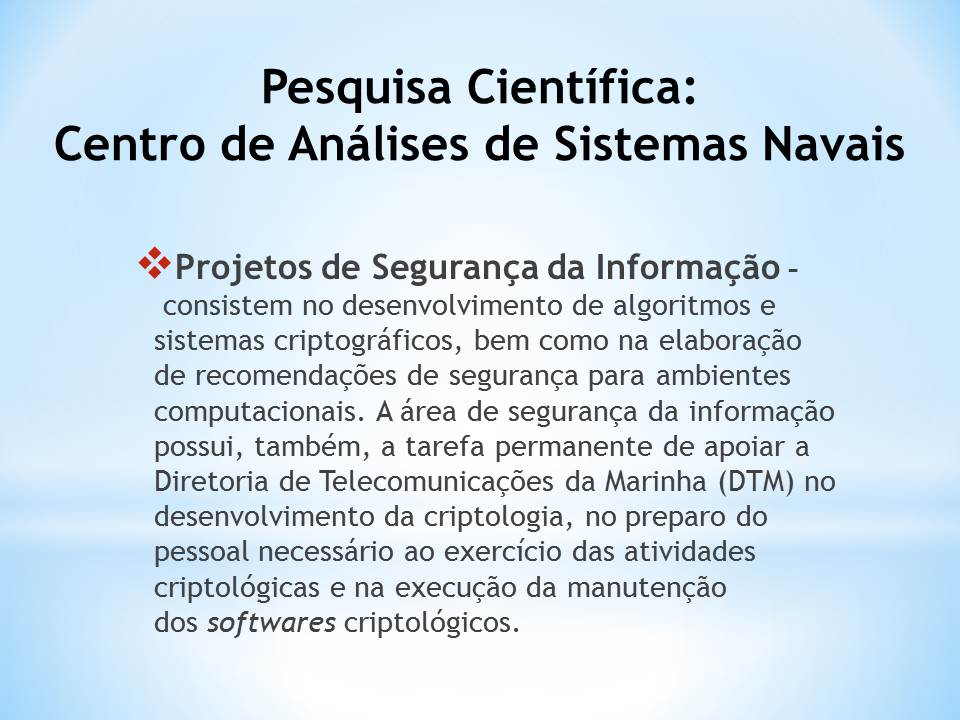 Pesquisa Científica:
Centro de Análises de Sistemas Navais
Projetos de Segurança da Informação –
consistem no desenvolvimento de algoritmos e
sistemas criptográficos, bem como na elaboração
de recomendações de segurança para ambientes
computacionais. A área de segurança da informação
possui, também, a tarefa permanente de apoiar a
Diretoria de Telecomunicações da Marinha (DTM) no
desenvolvimento da criptologia, no preparo do
pessoal necessário ao exercício das atividades
criptológicas e na execução da manutenção
dos softwares criptológicos.